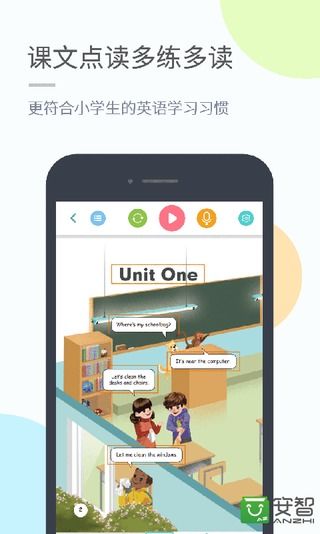 课文点读多练多读
更符合小学生的英语学习习惯
Unit One
Where's my schoolbag?
It's near the computer.
Let's clean the
desks and chairs.
Let me clean the windows.
2
安智
ANZHI